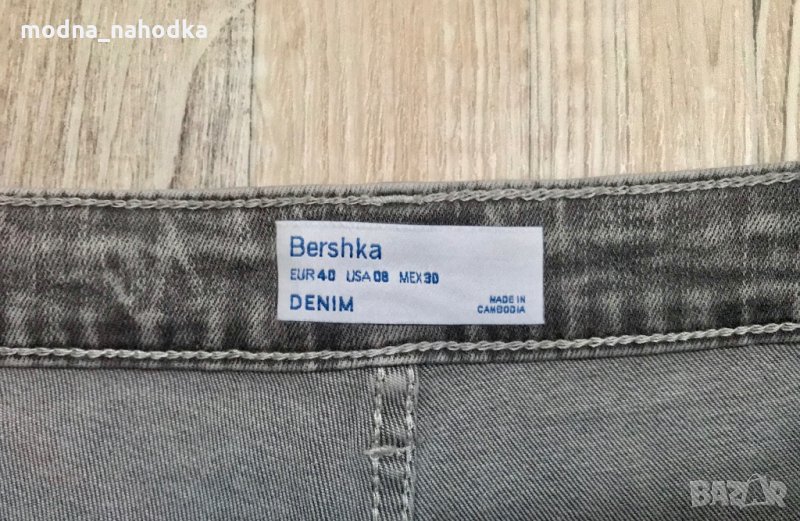 modna_nahodka
Bershka
EUR 40 USA 08 MEX 30
DENIM
MADE IN
CAMBODIA
BAZAR